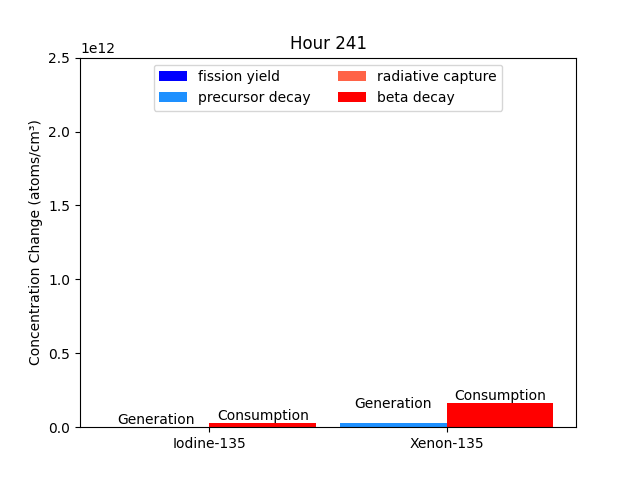 Hour 241
1e12
fission yield
precursor decay
radiative capture
beta decay
Concentration Change (atoms/cm³)
2.5
2.0
1.5
1.0
0.5
0.0
Generation
Consumption
Generation
Consumption
Iodine-135
Xenon-135